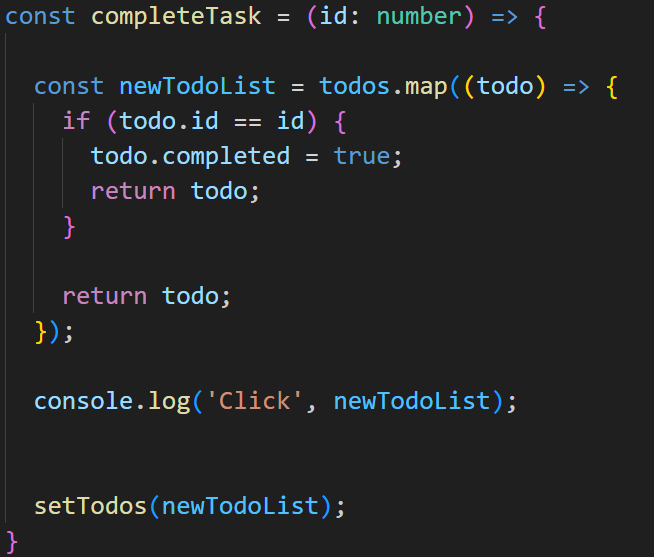 const completeTask = (id: number) => {
const newTodoList = todos.map((todo) => {
if (todo.id == id) {
todo.completed = true;
return todo;
}
return todo;
});
console.log('Click', newTodoList);
setTodos(newTodoList);
}